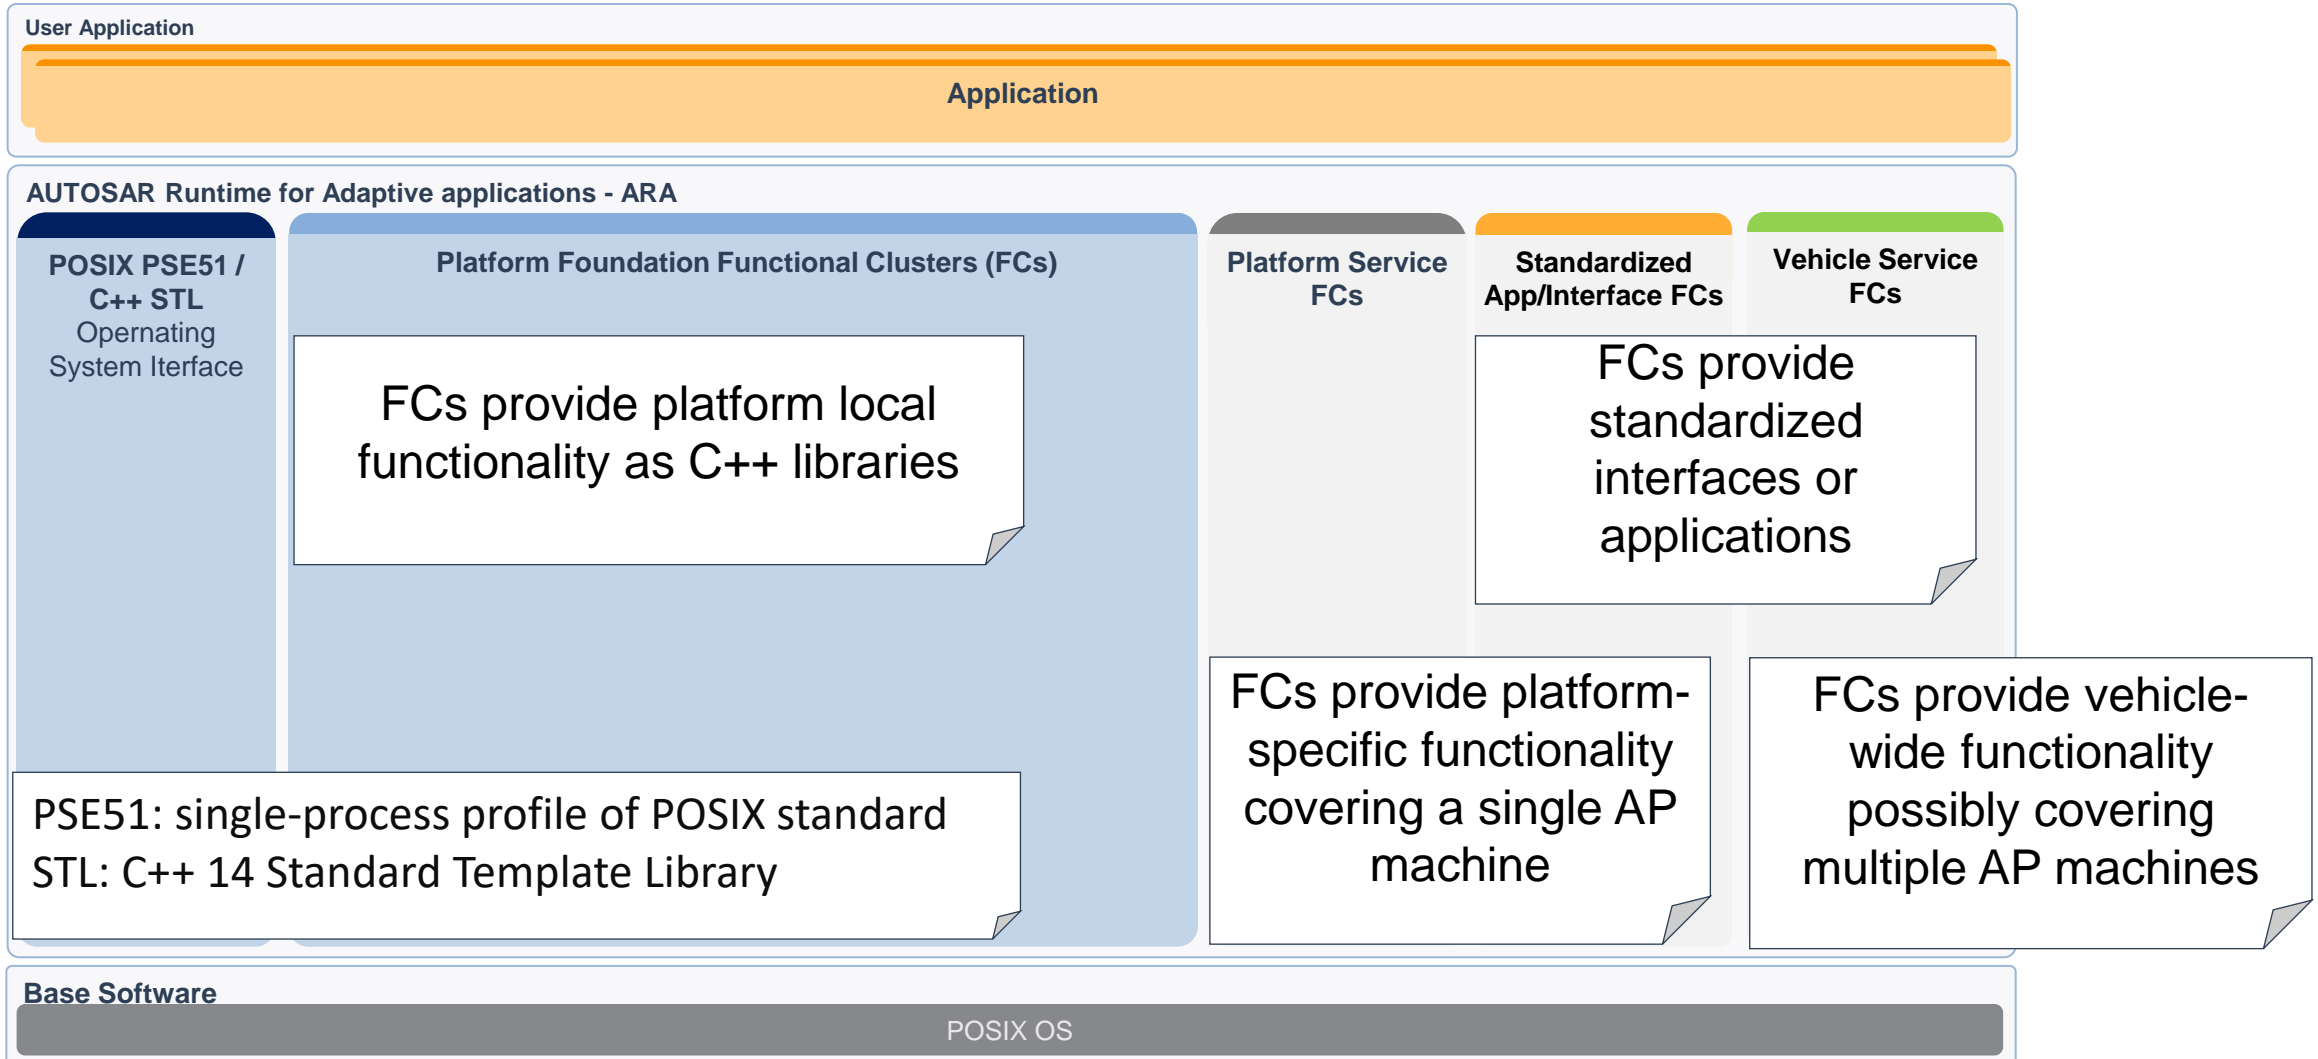 User Application
Application
AUTOSAR Runtime for Adaptive applications - ARA
POSIX PSE51 /
C++ STL
Opernating
System Iterface
Platform Foundation Functional Clusters (FCs)
Platform Service
FCs
Standardized
App/Interface FCs
Vehicle Service
FCs
FCs provide platform local
functionality as C++ libraries
FCs provide
standardized
interfaces or
applications
PSE51: single-process profile of POSIX standard
STL: C++ 14 Standard Template Library
FCs provide platform-
specific functionality
covering a single AP
machine
FCs provide vehicle-
wide functionality
possibly covering
multiple AP machines
Base Software
POSIX OS